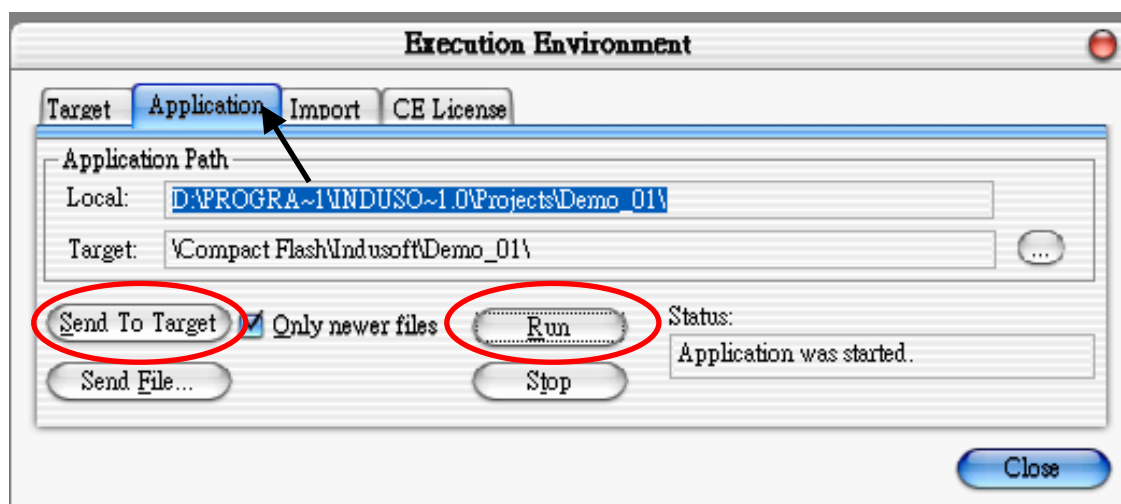 Execution Environment
Target Application Import CE License
Application Path
Local: D:\PROGRA~1\INDUSO~1.0\Projects\Demo_01\
Target: \Compact Flash\Indusoft\Demo_01\ ...
Send To Target Only newer files Run Status:
Application was started.
Send File... Stop
Close